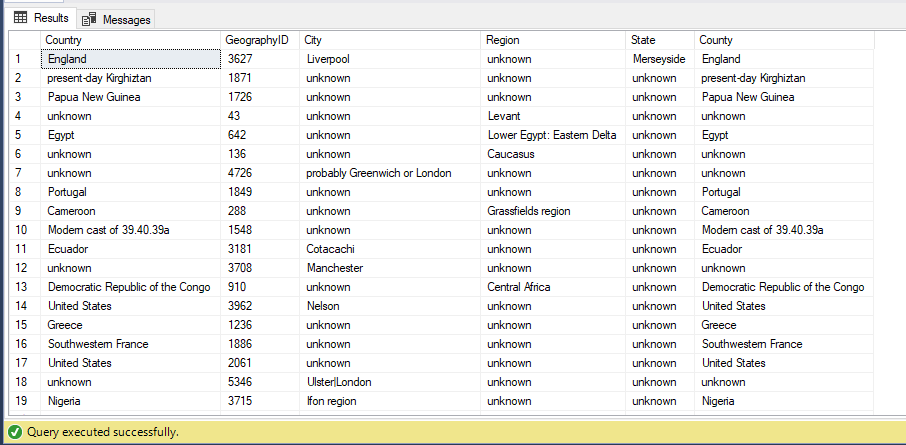 Results Messages
Country GeographyID City Region State County
1 England 3627 Liverpool unknown Merseyside England
2 present-day Kirghiztan 1871 unknown unknown unknown present-day Kirghiztan
3 Papua New Guinea 1726 unknown unknown unknown Papua New Guinea
4 unknown 43 unknown Levant unknown unknown
5 Egypt 642 unknown Lower Egypt: Eastern Delta unknown Egypt
6 unknown 136 unknown Caucasus unknown unknown
7 unknown 4726 probably Greenwich or London unknown unknown unknown
8 Portugal 1849 unknown unknown unknown Portugal
9 Cameroon 288 unknown Grassfields region unknown Cameroon
10 Modern cast of 39.40.39a 1548 unknown unknown unknown Modern cast of 39.40.39a
11 Ecuador 3181 Cotacachi unknown unknown Ecuador
12 unknown 3708 Manchester unknown unknown unknown
13 Democratic Republic of the Congo 910 unknown Central Africa unknown Democratic Republic of the Congo
14 United States 3962 Nelson unknown unknown United States
15 Greece 1236 unknown unknown unknown Greece
16 Southwestern France 1886 unknown unknown unknown Southwestern France
17 United States 2061 unknown unknown unknown United States
18 unknown 5346 Ulster|London unknown unknown unknown
19 Nigeria 3715 Ifon region unknown unknown Nigeria
Query executed successfully.